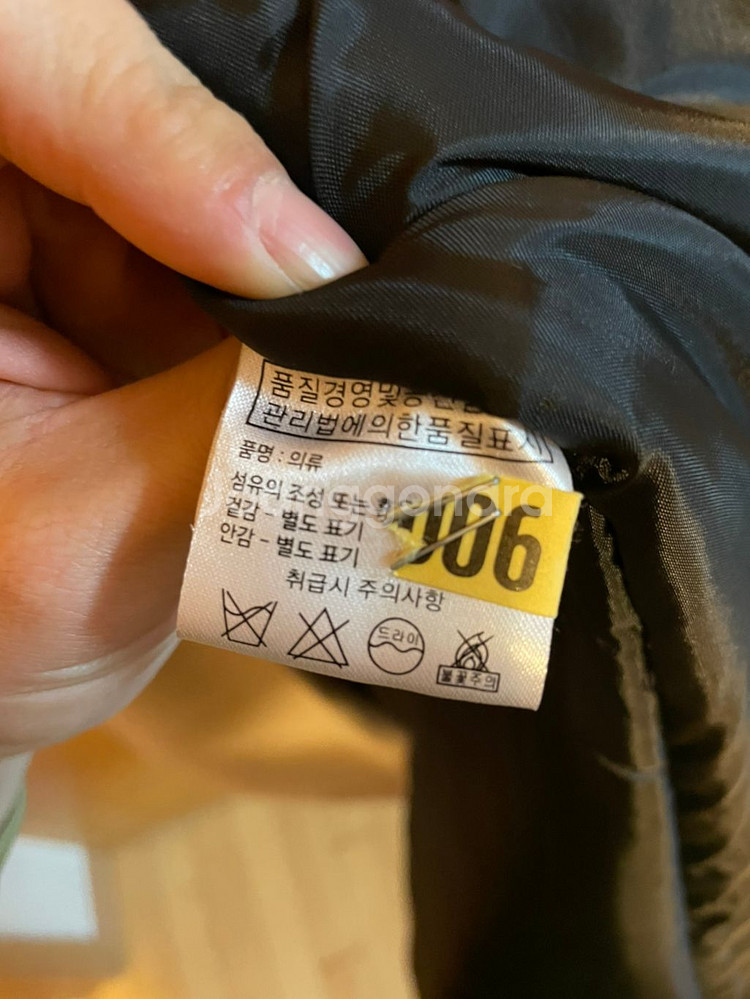 품질경영및공산품
관리법에의한품질표시
품명 : 의류
섬유의 조성 또는
겉감 - 별도 표기
안감 - 별도 표기
006
취급시 주의사항
드라이
불꽃주의